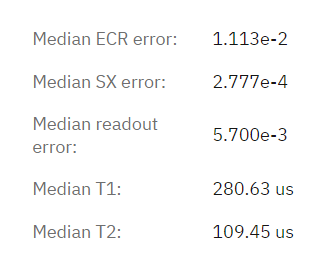 Median ECR error: 1.113e-2
Median SX error: 2.777e-4
Median readout
error: 5.700e-3
Median T1: 280.63 us
Median T2: 109.45 us